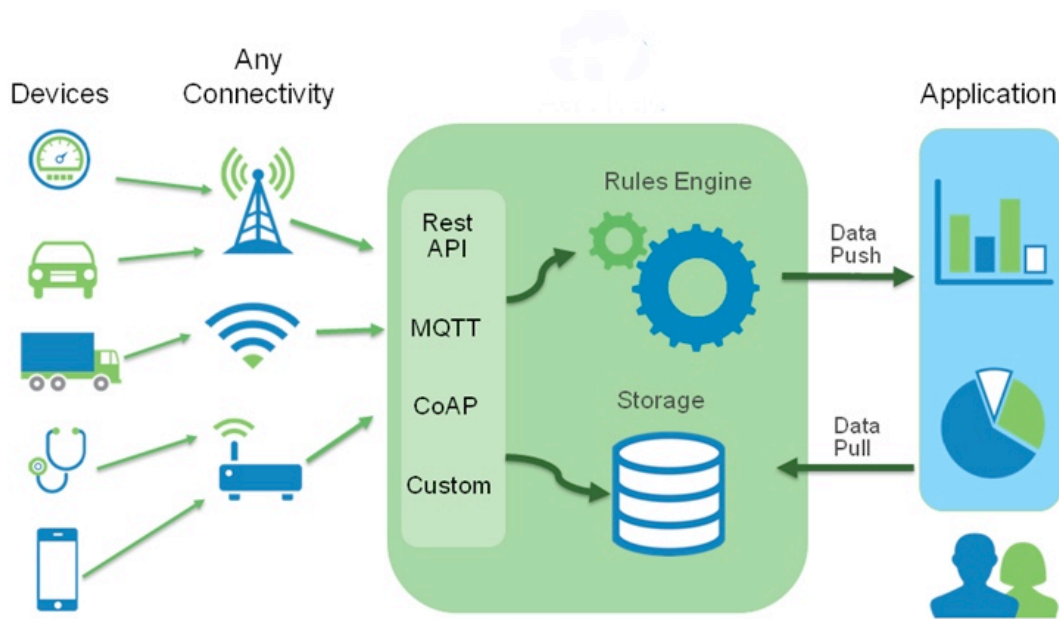 Devices
Any
Connectivity
Rest
API
MQTT
CoAP
Custom
Rules Engine
Storage
Data
Push
Data
Pull
Application